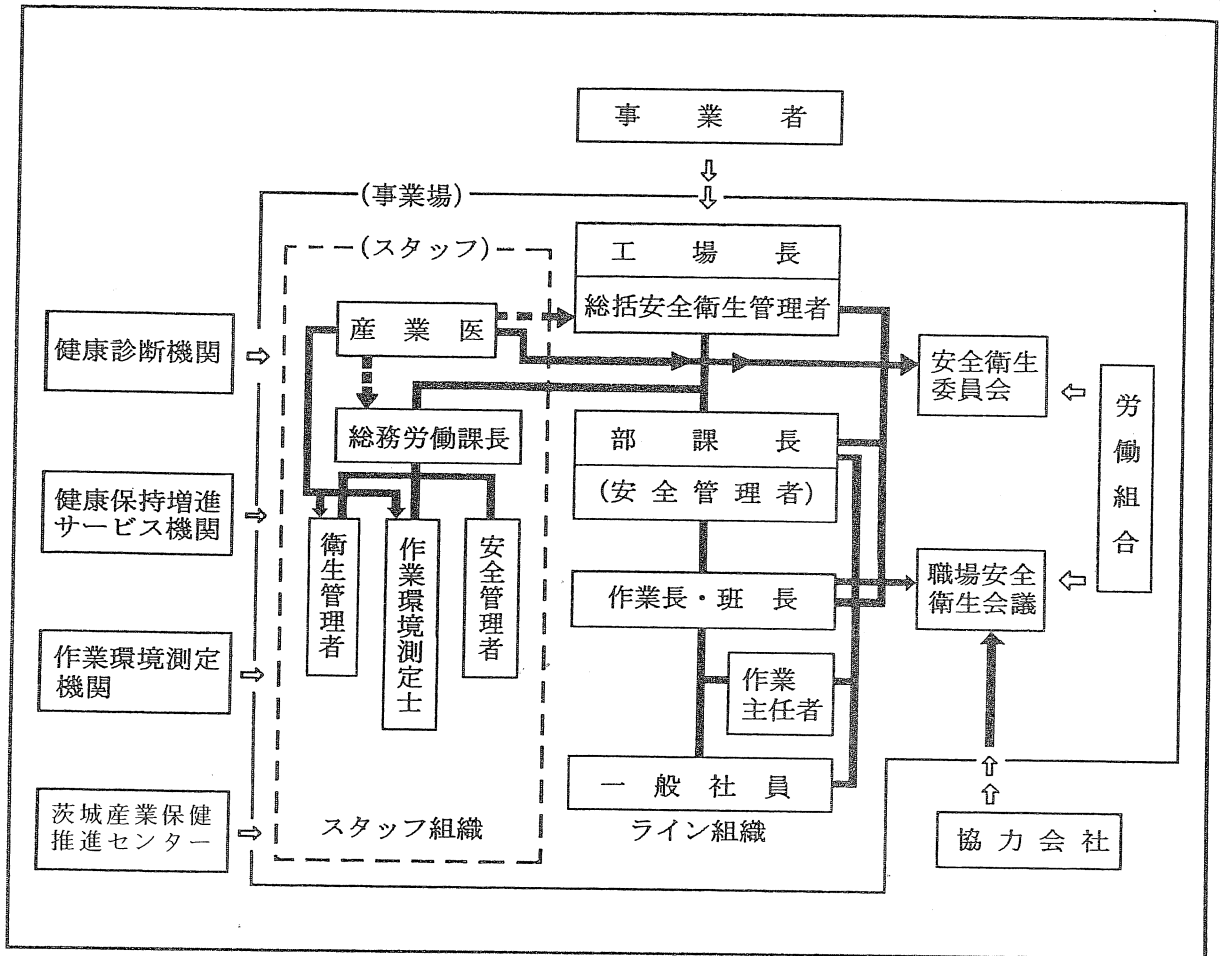 事業者
(事業場)
(スタッフ)
工場長
総括安全衛生管理者
産業医
健康診断機関
安全衛生
委員会
労働組合
総務労働課長
部課長
(安全管理者)
健康保持増進
サービス機関
衛生管理者
作業環境測定士
安全管理者
作業長・班長
職場安全
衛生会議
作業環境測定
機関
作業
主任者
一般社員
茨城産業保健
推進センター
スタッフ組織
ライン組織
協力会社